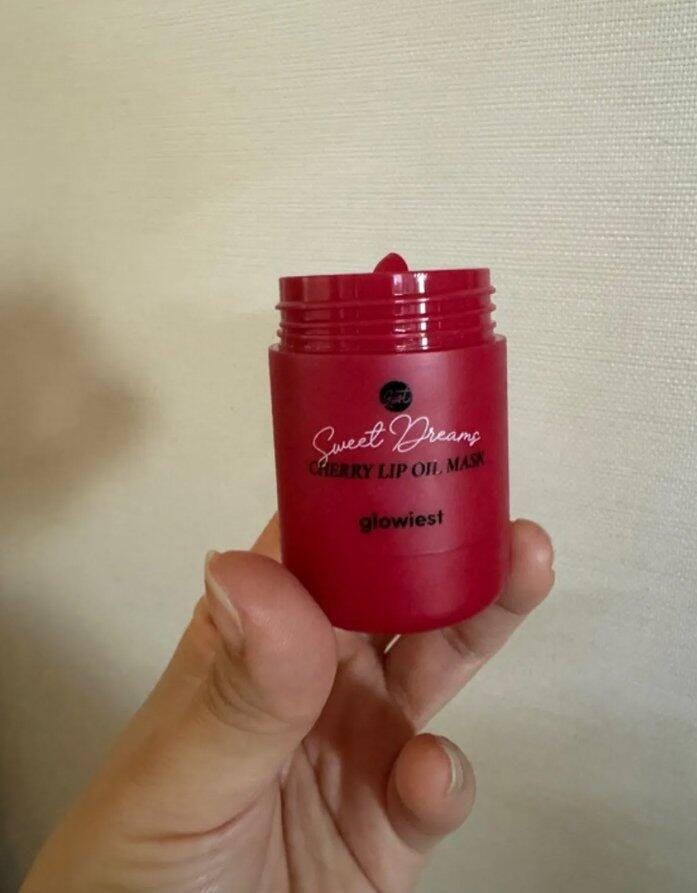 Sweet Dreams
CHERRY LIP OIL MASK
glowiest